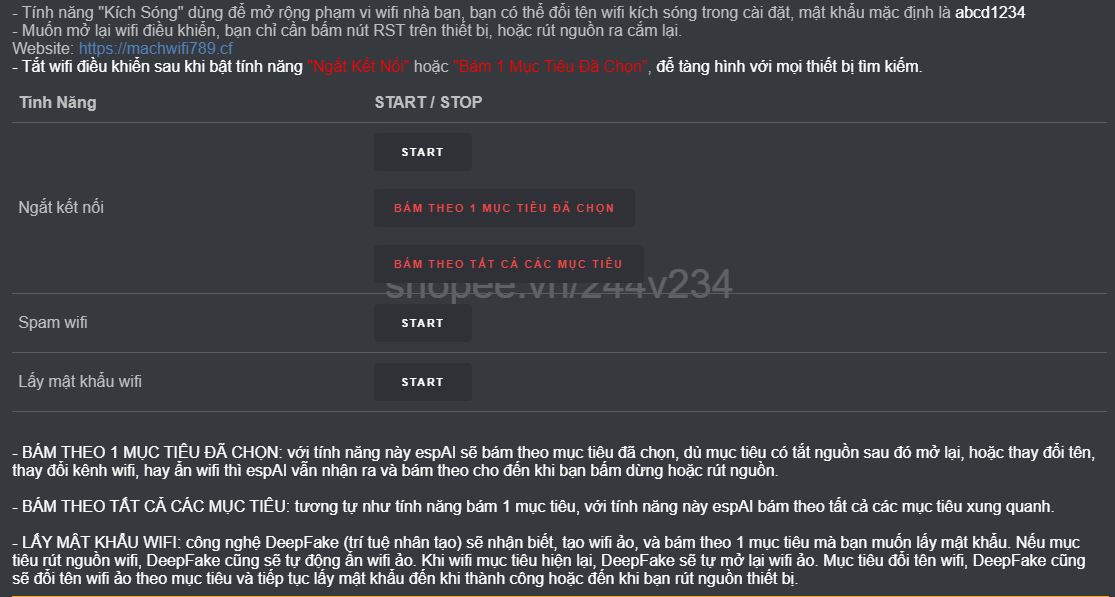 - Tính năng "Kích Sóng" dùng để mở rộng phạm vi wifi nhà bạn, bạn có thể đổi tên wifi kích sóng trong cài đặt, mật khẩu mặc định là abcd1234
- Muốn mở lại wifi điều khiển, bạn chỉ cần bấm nút RST trên thiết bị, hoặc rút nguồn ra cắm lại.
Website: https://machwifi789.cf
- Tắt wifi điều khiển sau khi bật tính năng "Ngắt Kết Nối" hoặc "Bám 1 Mục Tiêu Đã Chọn", để tàng hình với mọi thiết bị tìm kiếm.
Tính Năng START / STOP
START
Ngắt kết nối BÁM THEO 1 MỤC TIÊU ĐÃ CHỌN
BÁM THEO TẤT CẢ CÁC MỤC TIÊU
shopee.vn/244v234
Spam wifi START
Lấy mật khẩu wifi START
- BÁM THEO 1 MỤC TIÊU ĐÃ CHỌN: với tính năng này espAI sẽ bám theo mục tiêu đã chọn, dù mục tiêu có tắt nguồn sau đó mở lại, hoặc thay đổi tên,
thay đổi kênh wifi, hay ẩn wifi thì espAI vẫn nhận ra và bám theo cho đến khi bạn bấm dừng hoặc rút nguồn.
- BÁM THEO TẤT CẢ CÁC MỤC TIÊU: tương tự như tính năng bám 1 mục tiêu, với tính năng này espAI bám theo tất cả các mục tiêu xung quanh.
- LẤY MẬT KHẨU WIFI: công nghệ DeepFake (trí tuệ nhân tạo) sẽ nhận biết, tạo wifi ảo, và bám theo 1 mục tiêu mà bạn muốn lấy mật khẩu. Nếu mục
tiêu rút nguồn wifi, DeepFake cũng sẽ tự động ẩn wifi ảo. Khi wifi mục tiêu hiện lại, DeepFake sẽ tự mở lại wifi ảo. Mục tiêu đổi tên wifi, DeepFake cũng
sẽ đổi tên wifi ảo theo mục tiêu và tiếp tục lấy mật khẩu đến khi thành công hoặc đến khi bạn rút nguồn thiết bị.